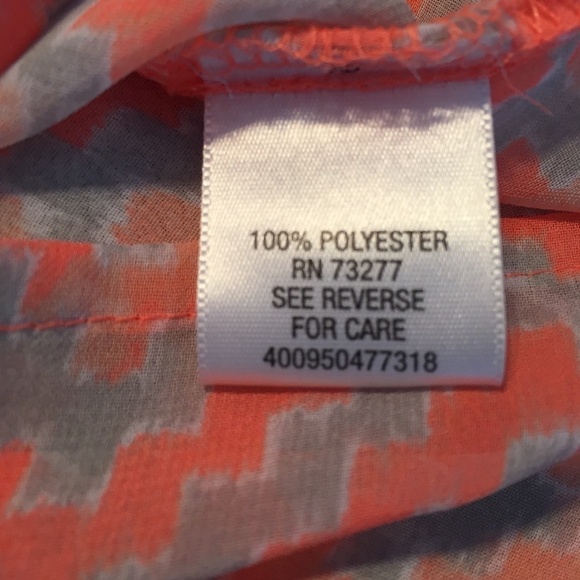 100% POLYESTER
RN 73277
SEE REVERSE
FOR CARE
400950477318